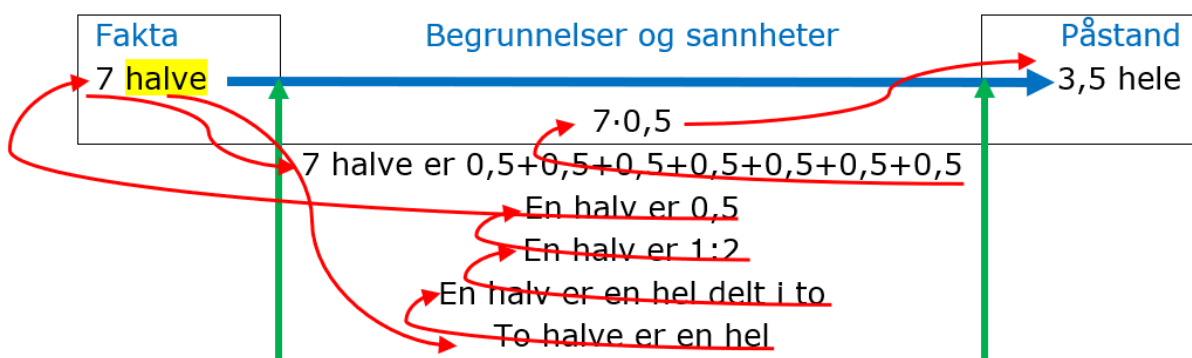 Fakta
Begrunnelser og sannheter
Påstand
7 halve
3,5 hele
7·0,5
7 halve er 0,5+0,5+0,5+0,5+0,5+0,5+0,5
En halv er 0,5
En halv er 1:2
En halv er en hel delt i to
To halve er en hel